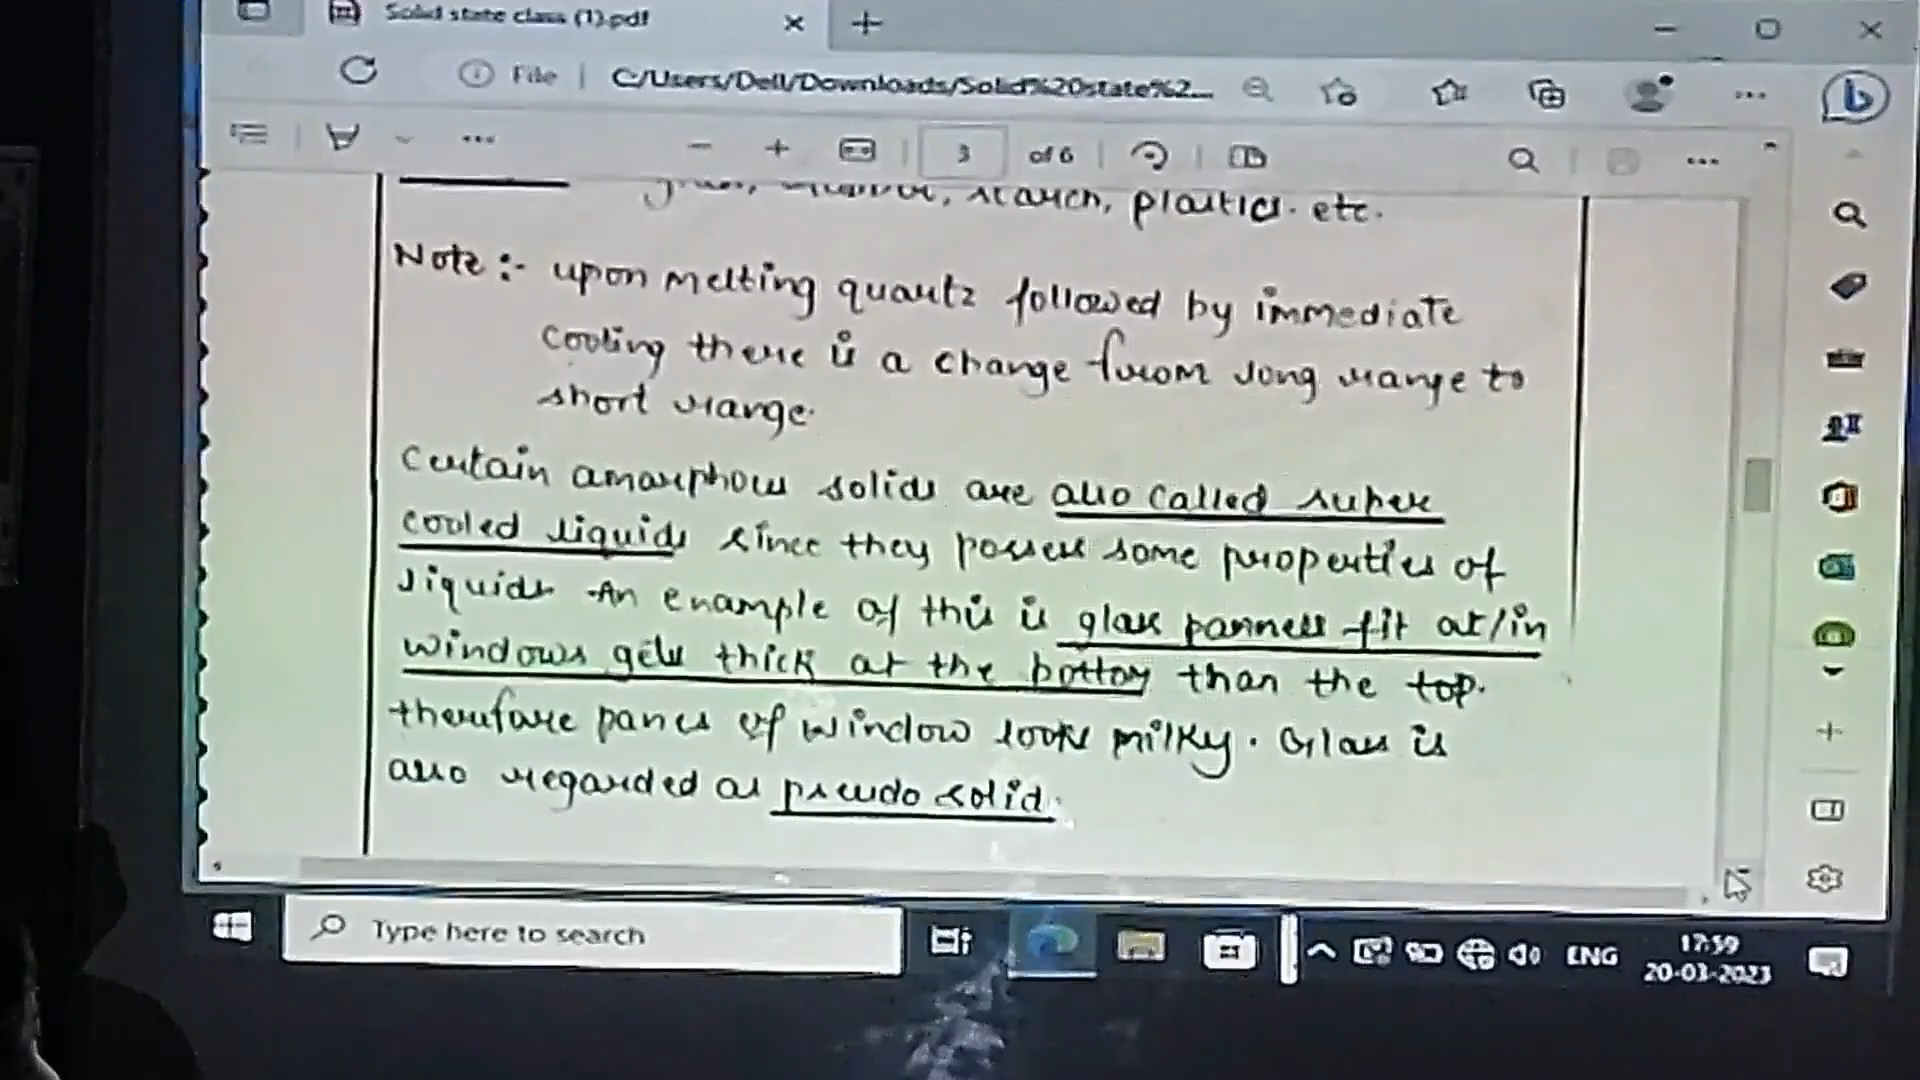 Solid state class (1).pdf
File | C/Users/Dell/Downloads/Solid%20state%2...
3 of 6
starch, plastics. etc.
Note :- upon melting quartz followed by immediate
cooling there is a change from long range to
short range.
Certain amorphous solids are also called super
cooled liquids since they posses some properties of
liquids. An example of this is glass pannes fit at/in
windows gets thick at the bottom than the top.
therefore panes of window looks milky. Glass is
also regarded as pseudo solid.
Type here to search
ENG
17:59
20-03-2023